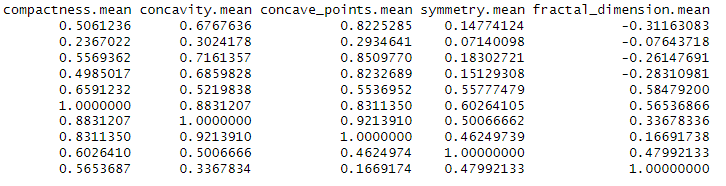 compactness.mean concavity.mean concave_points.mean symmetry.mean fractal_dimension.mean
0.5061236 0.6767636 0.8225285 0.14774124 -0.31163083
0.2367022 0.3024178 0.2934641 0.07140098 -0.07643718
0.5569362 0.7161357 0.8509770 0.18302721 -0.26147691
0.4985017 0.6859828 0.8232689 0.15129308 -0.28310981
0.6591232 0.5219838 0.5536952 0.55777479 0.58479200
1.0000000 0.8831207 0.8311350 0.60264105 0.56536866
0.8831207 1.0000000 0.9213910 0.50066662 0.33678336
0.8311350 0.9213910 1.0000000 0.46249739 0.16691738
0.6026410 0.5006666 0.4624974 1.00000000 0.47992133
0.5653687 0.3367834 0.1669174 0.47992133 1.00000000